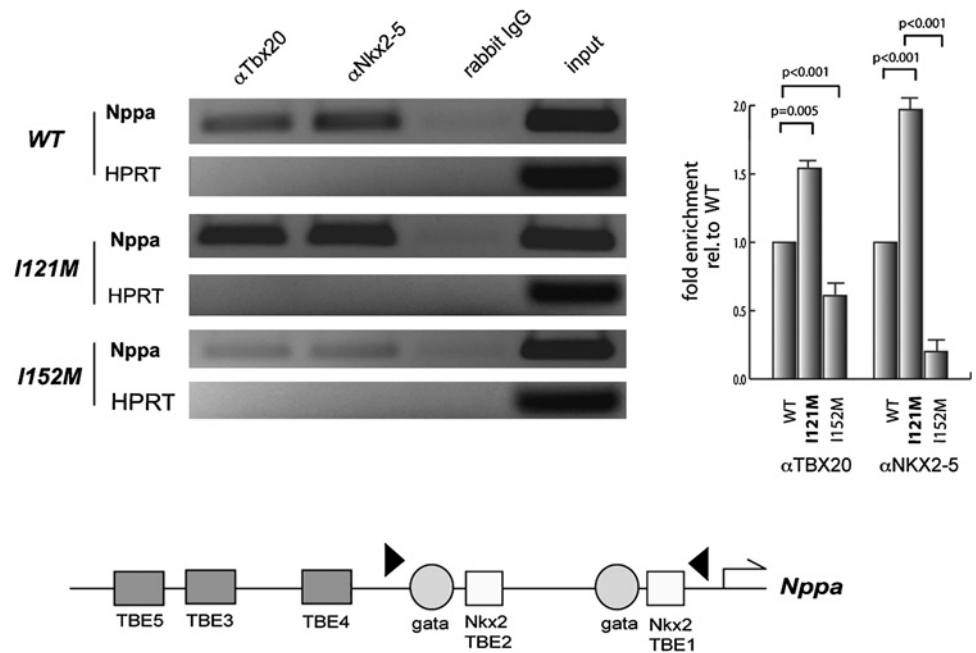 αTbx20 αNkx2-5 rabbit IgG input
WT
Nppa
HPRT
I121M
Nppa
HPRT
I152M
Nppa
HPRT
p<0.001
p<0.001
p<0.001
p=0.005
fold enrichment
rel. to WT
2.0
1.5
1.0
0.5
0.0
WT I121M I152M WT I121M I152M
αTBX20 αNKX2-5
Nppa
TBE5 TBE3 TBE4 gata Nkx2 gata Nkx2
TBE2 TBE1